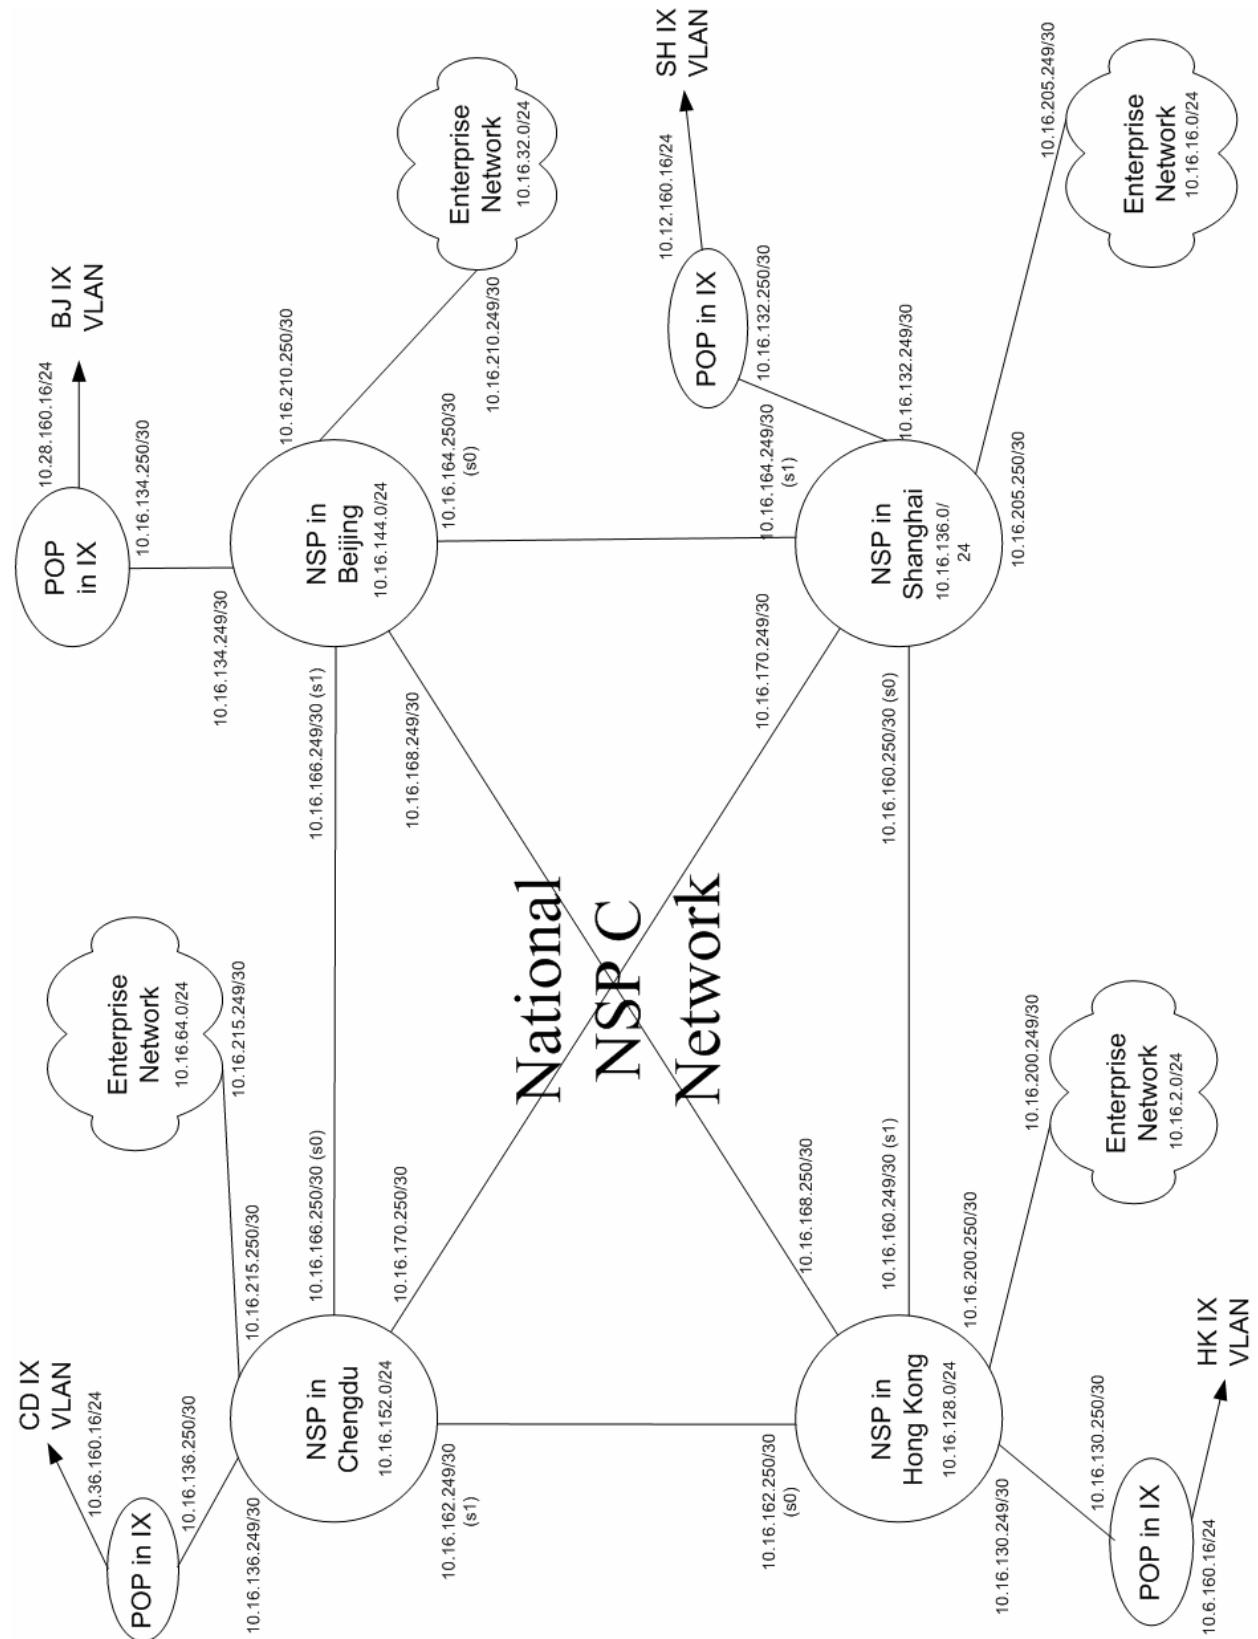 CD IX
VLAN
10.36.160.16/24
POP in IX
10.16.136.250/30
10.16.136.249/30
10.16.215.250/30
Enterprise
Network
10.16.64.0/24
10.16.215.249/30
NSP in
Chengdu
10.16.152.0/24
10.16.166.250/30 (s0)
10.16.170.250/30
10.16.162.249/30
(s1)
BJ IX
VLAN
10.28.160.16/24
POP
in IX
10.16.134.250/30
10.16.134.249/30
10.16.210.250/30
NSP in
Beijing
10.16.144.0/24
10.16.166.249/30 (s1)
10.16.168.249/30
10.16.164.250/30
(s0)
Enterprise
Network
10.16.32.0/24
10.16.210.249/30
National
NSP C
Network
10.16.162.250/30
(s0)
10.16.168.250/30
10.16.160.249/30 (s1)
NSP in
Hong Kong
10.16.128.0/24
10.16.200.250/30
10.16.200.249/30
Enterprise
Network
10.16.2.0/24
10.16.130.249/30
10.16.130.250/30
POP in IX
10.6.160.16/24
HK IX
VLAN
SH IX
VLAN
10.12.160.16/24
POP in IX
10.16.132.250/30
10.16.132.249/30
10.16.164.249/30
(s1)
10.16.170.249/30
10.16.160.250/30 (s0)
NSP in
Shanghai
10.16.136.0/
24
10.16.205.250/30
10.16.205.249/30
Enterprise
Network
10.16.16.0/24